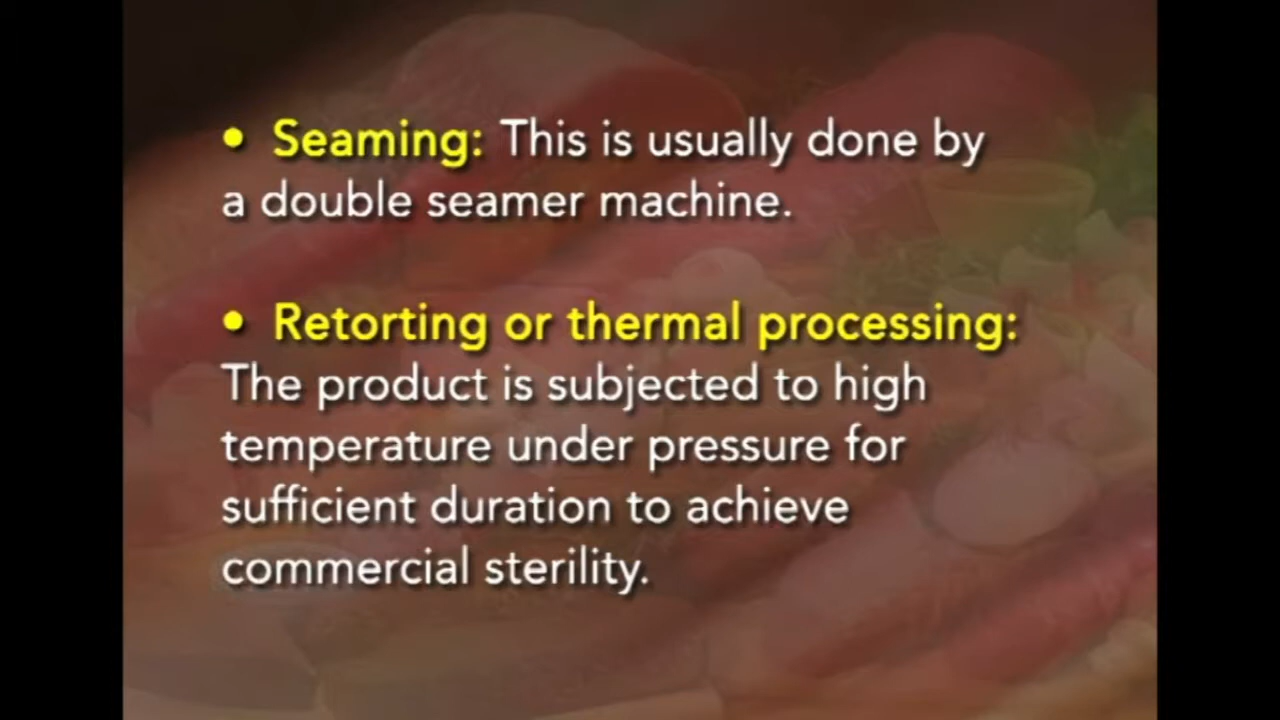 • Seaming: This is usually done by
a double seamer machine.
• Retorting or thermal processing:
The product is subjected to high
temperature under pressure for
sufficient duration to achieve
commercial sterility.